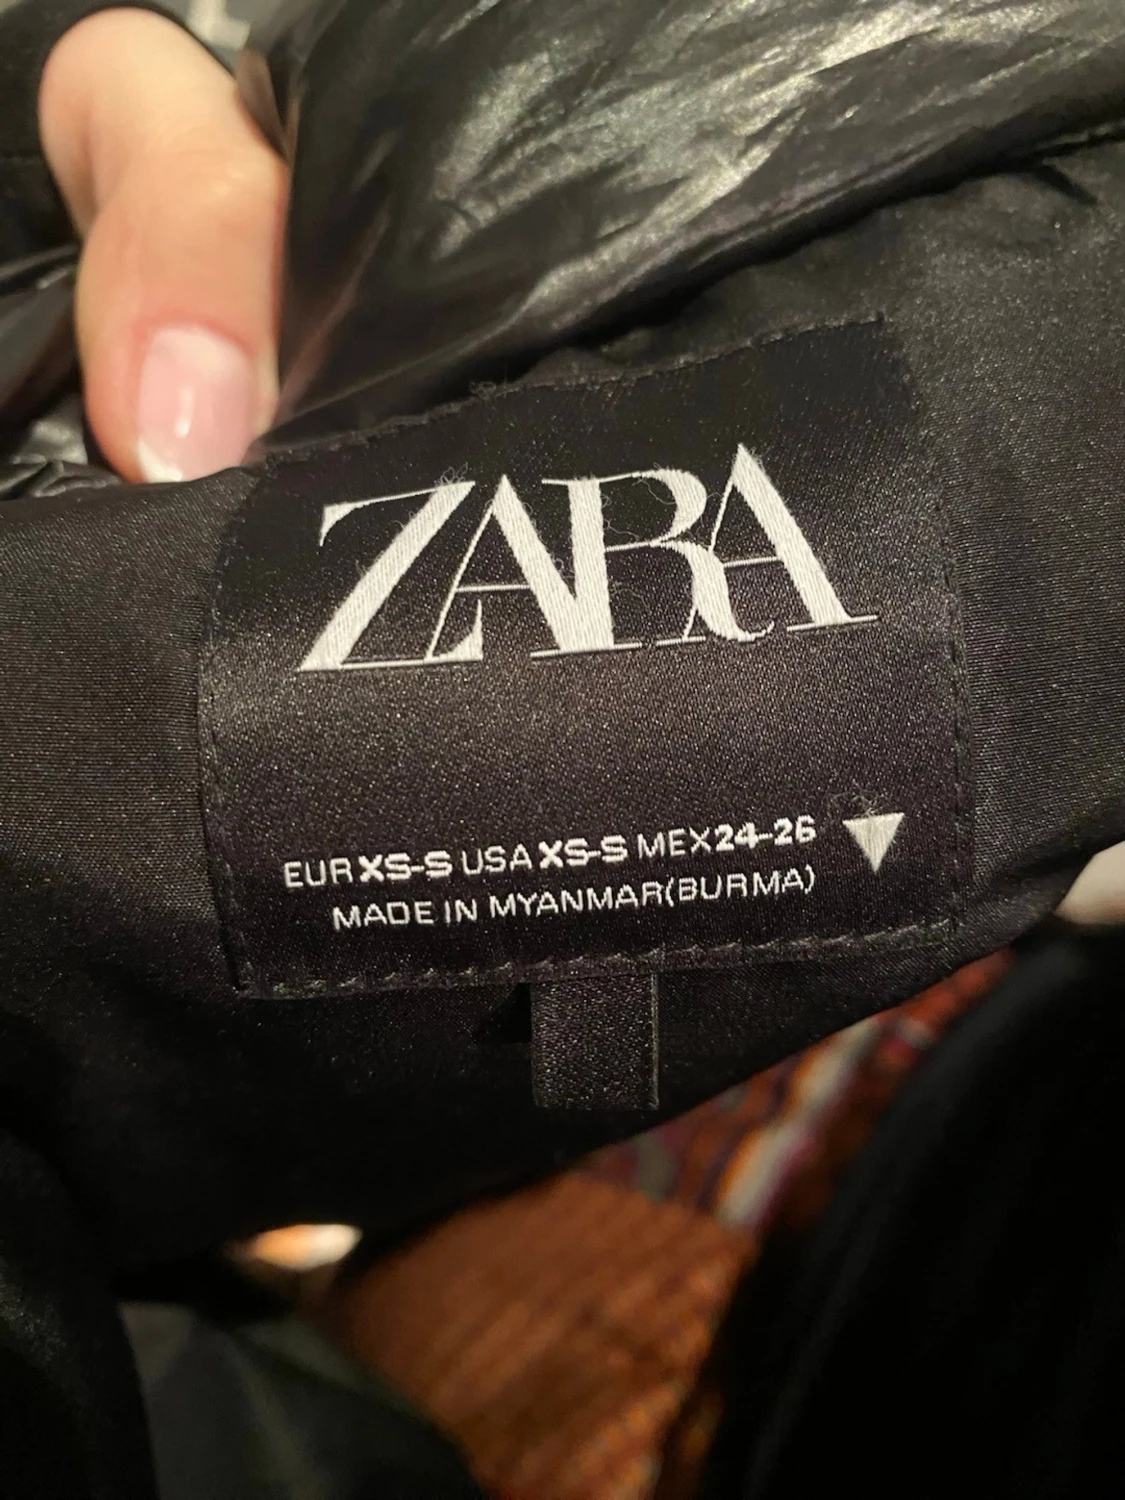 ZARA
EUR XS-S USA XS-S MEX 24-26
MADE IN MYANMAR(BURMA)